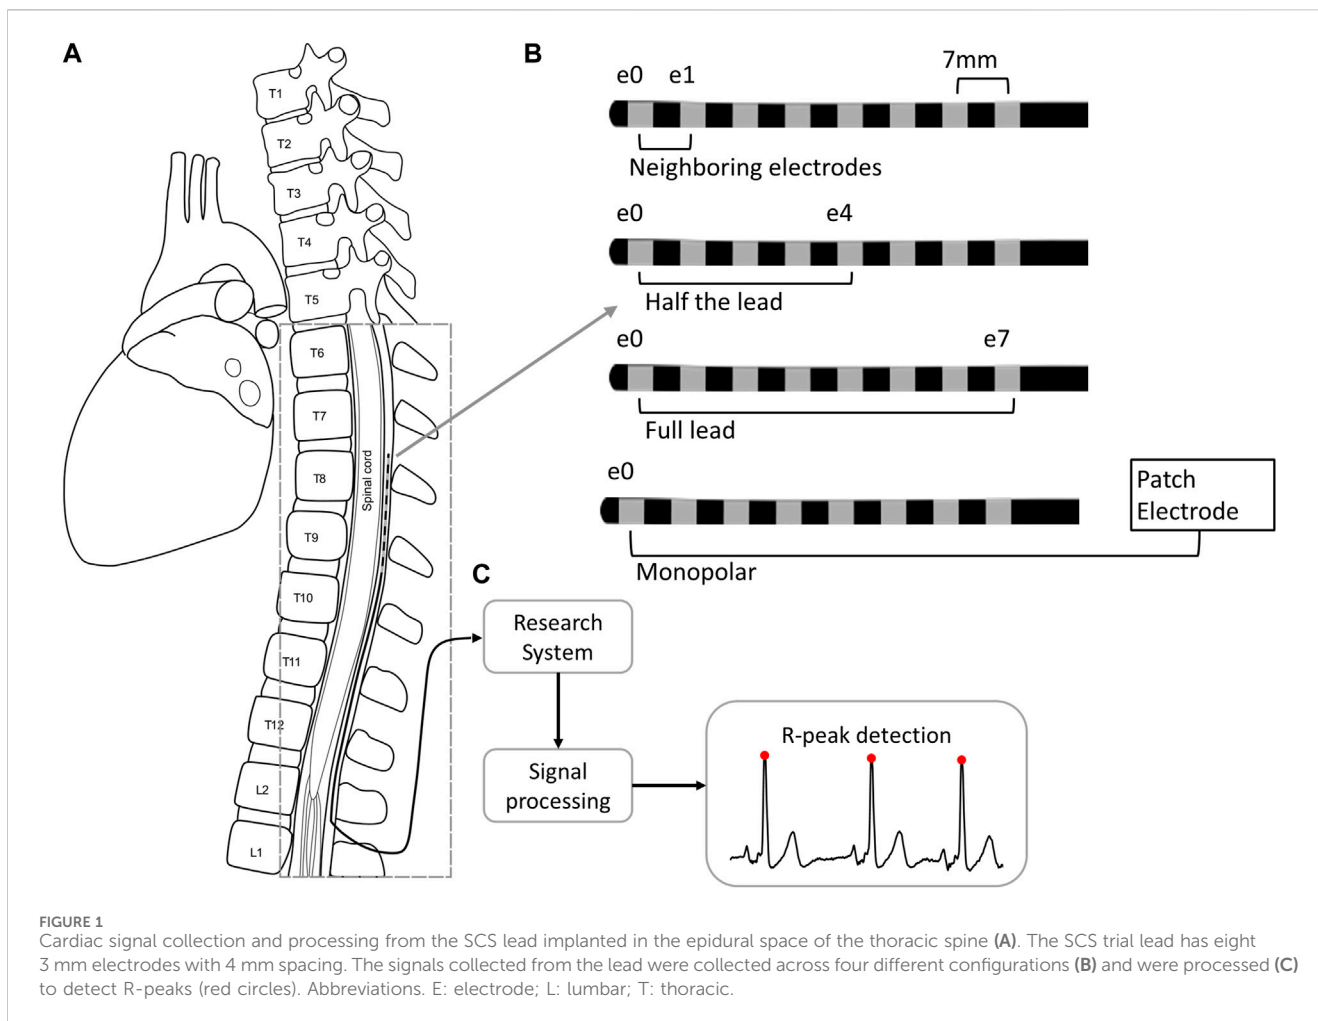 A
T1
T2
T3
T4
T5
T6
T7
T8
T9
T10
T11
T12
L2
L1
Spinal cord
B
e0 e1 7mm
Neighboring electrodes
e0 e4
Half the lead
e0 e7
Full lead
e0
Patch
Electrode
Monopolar
C
Research
System
Signal
processing
R-peak detection
FIGURE 1
Cardiac signal collection and processing from the SCS lead implanted in the epidural space of the thoracic spine (A). The SCS trial lead has eight
3 mm electrodes with 4 mm spacing. The signals collected from the lead were collected across four different configurations (B) and were processed (C)
to detect R-peaks (red circles). Abbreviations. E: electrode; L: lumbar; T: thoracic.